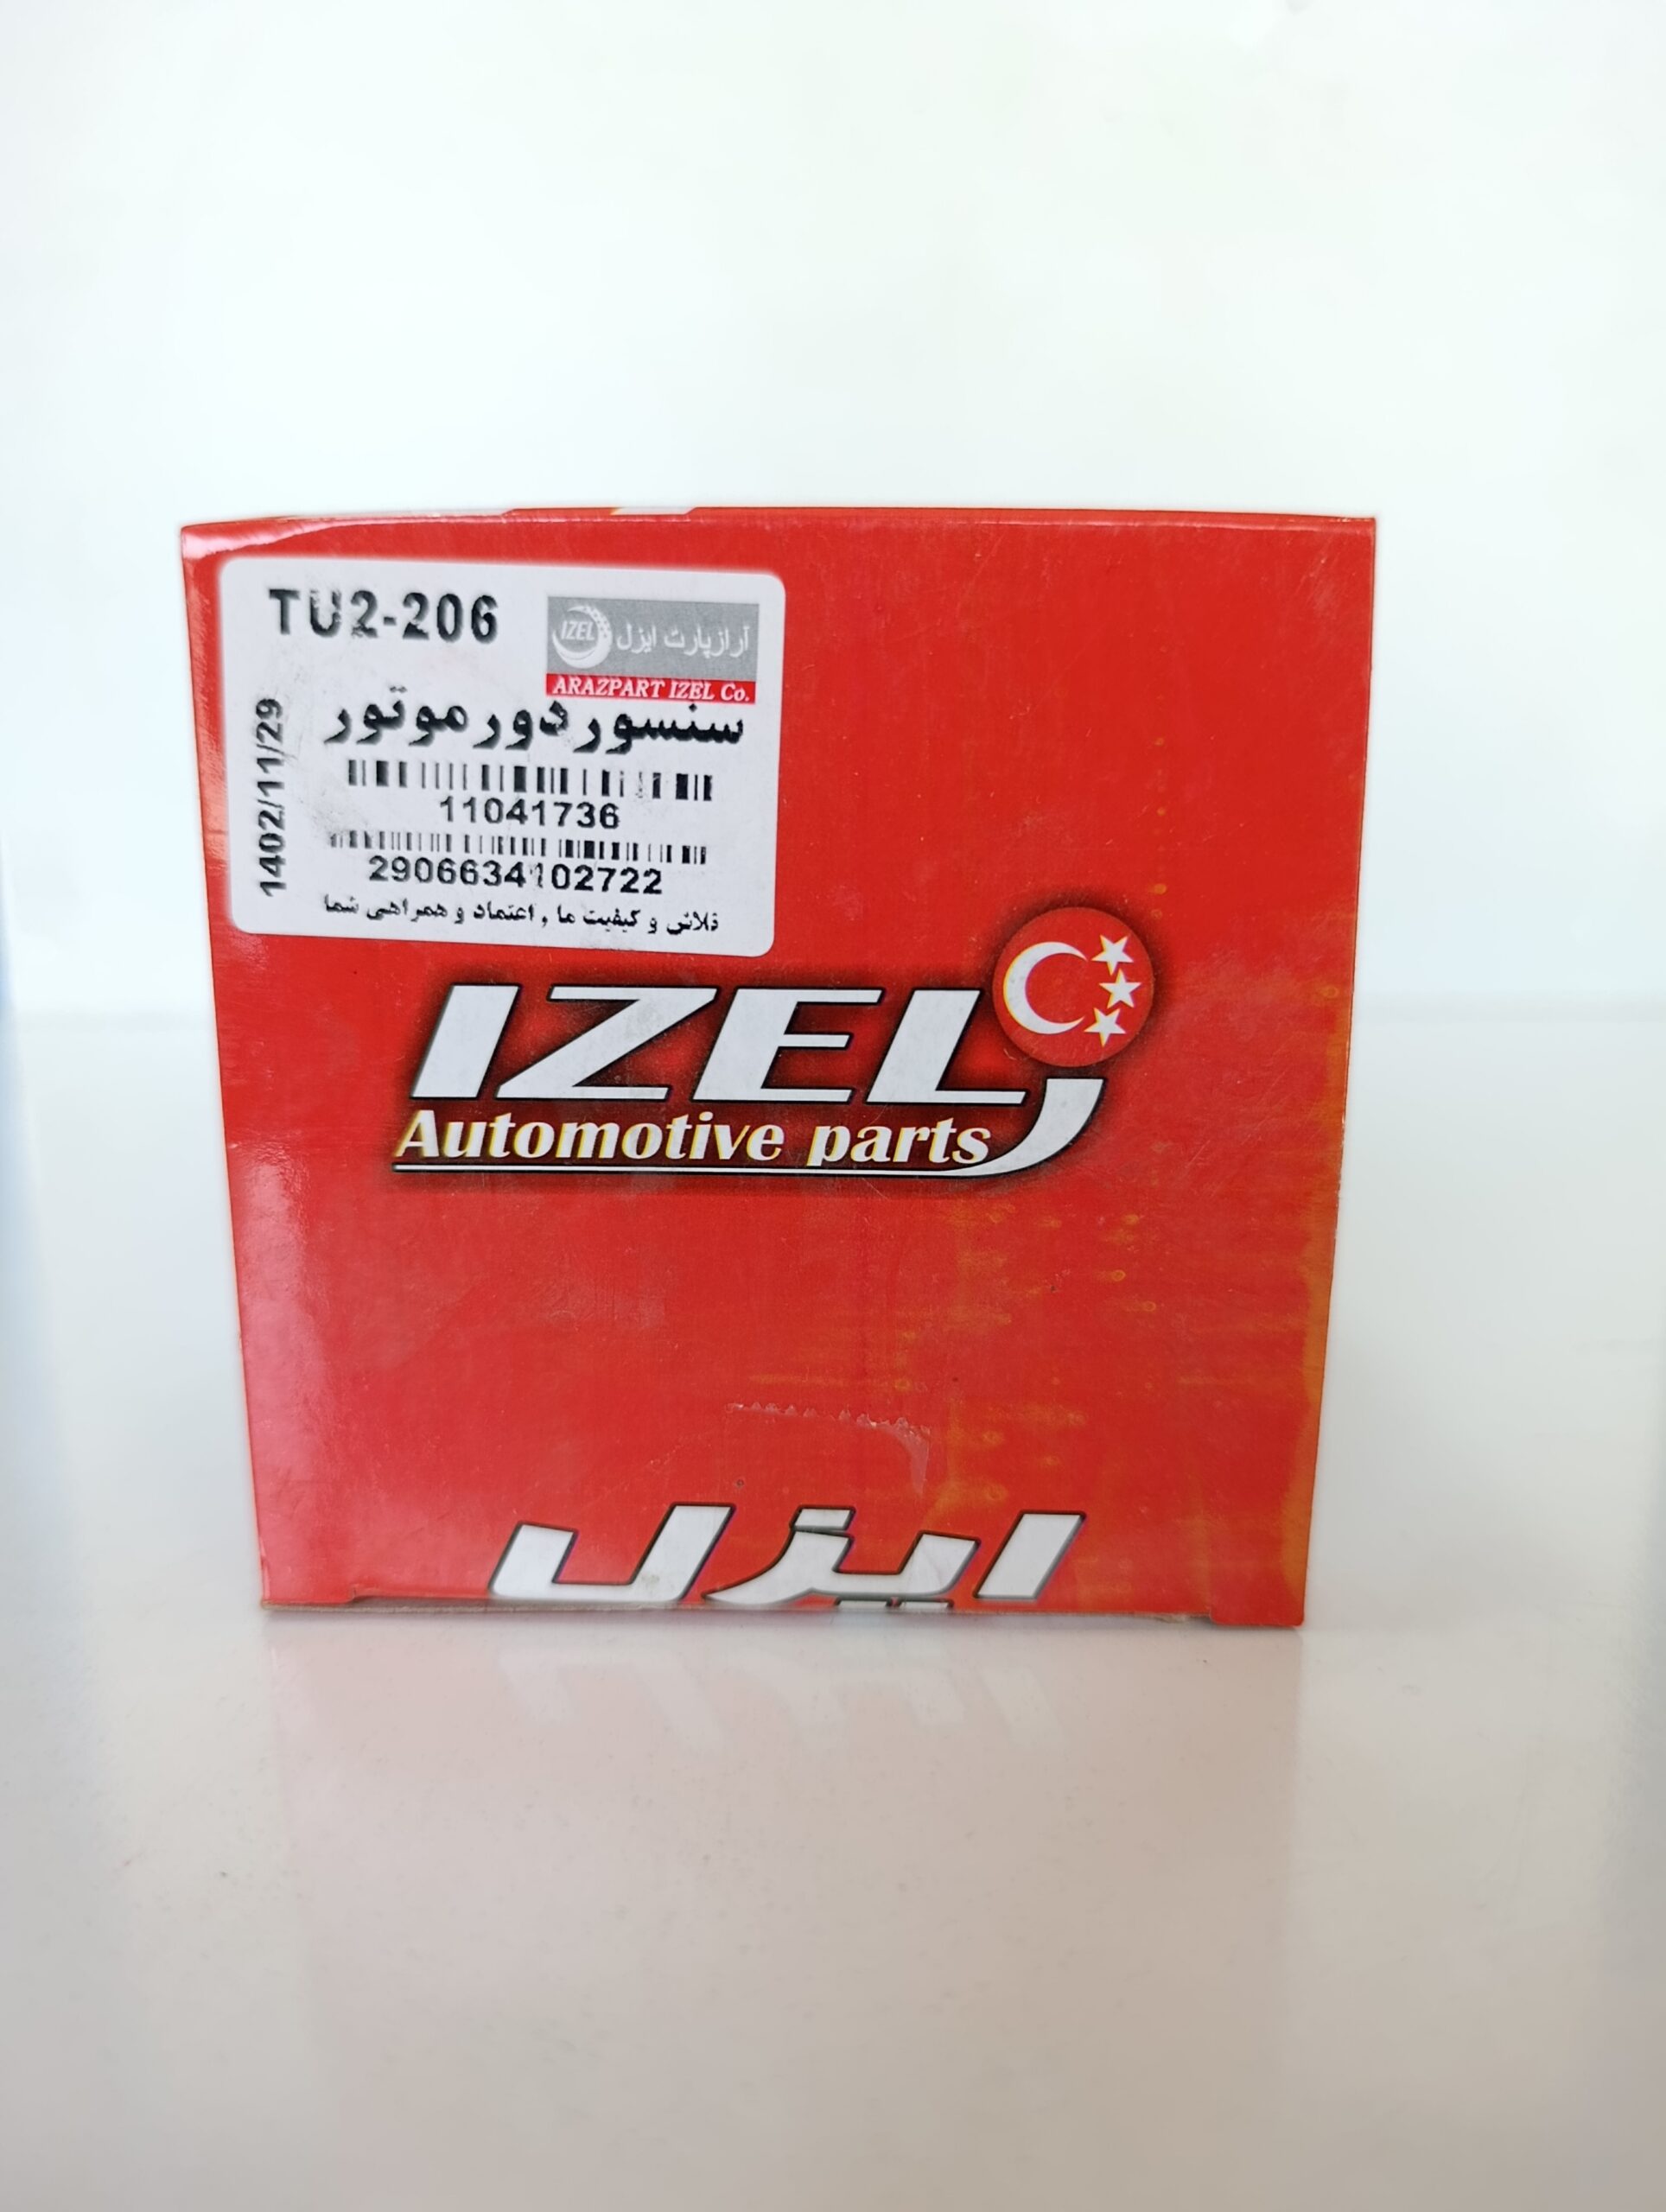 TU2-206
IZEL آرازپارت ایزل
ARAZPART IZEL Co.
سنسور دور موتور
11041736
2906634102722
تلاش و کیفیت ما , اعتماد و همراهی شما
1402/11/29
IZEL
Automotive parts
ایزل